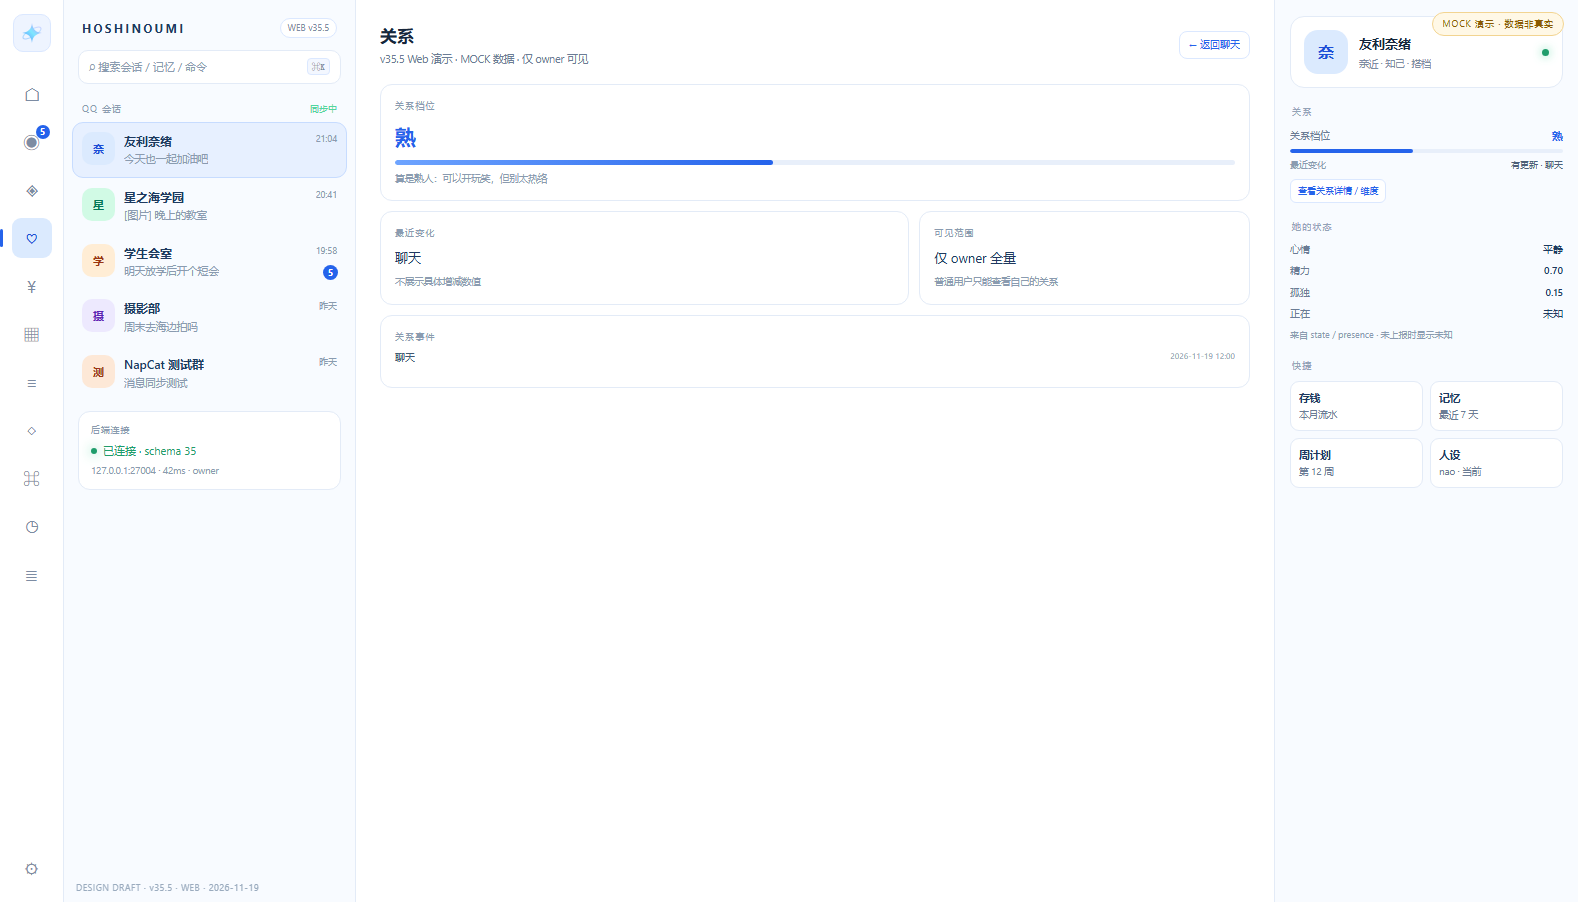 HOSHINOUMI
WEB v35.5
搜索会话 / 记忆 / 命令
⌘K
5
QQ 会话
同步中
奈
友利奈绪
21:04
今天也一起加油吧
星
星之海学园
20:41
[图片] 晚上的教室
学
学生会室
19:58
明天放学后开个短会
5
摄
摄影部
昨天
周末去海边拍吗
测
NapCat 测试群
昨天
消息同步测试
后端连接
已连接 · schema 35
127.0.0.1:27004 · 42ms · owner
¥
DESIGN DRAFT · v35.5 · WEB · 2026-11-19
关系
v35.5 Web 演示 · MOCK 数据 · 仅 owner 可见
← 返回聊天
关系档位
熟
算是熟人：可以开玩笑，但别太热络
最近变化
聊天
不展示具体增减数值
可见范围
仅 owner 全量
普通用户只能查看自己的关系
关系事件
聊天
2026-11-19 12:00
MOCK 演示 · 数据非真实
奈
友利奈绪
亲近 · 知己 · 搭档
关系
关系档位
熟
最近变化
有更新 · 聊天
查看关系详情 / 维度
她的状态
心情
平静
精力
0.70
孤独
0.15
正在
未知
来自 state / presence · 未上报时显示未知
快捷
存钱
本月流水
记忆
最近 7 天
周计划
第 12 周
人设
nao · 当前